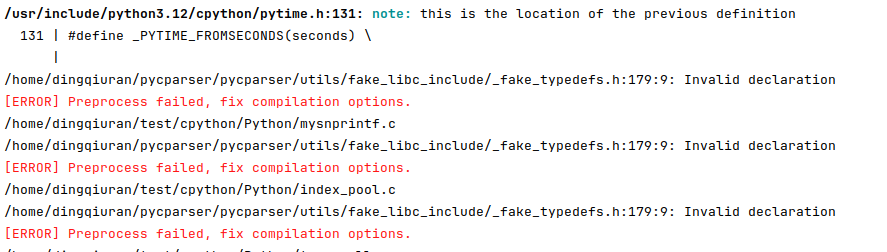 /usr/include/python3.12/cpython/pytime.h:131: note: this is the location of the previous definition
131 | #define _PYTIME_FROMSECONDS(seconds) \
|
/home/dingqiuran/pycparser/pycparser/utils/fake_libc_include/_fake_typedefs.h:179:9: Invalid declaration
[ERROR] Preprocess failed, fix compilation options.
/home/dingqiuran/test/cpython/Python/mysnprintf.c
/home/dingqiuran/pycparser/pycparser/utils/fake_libc_include/_fake_typedefs.h:179:9: Invalid declaration
[ERROR] Preprocess failed, fix compilation options.
/home/dingqiuran/test/cpython/Python/index_pool.c
/home/dingqiuran/pycparser/pycparser/utils/fake_libc_include/_fake_typedefs.h:179:9: Invalid declaration
[ERROR] Preprocess failed, fix compilation options.